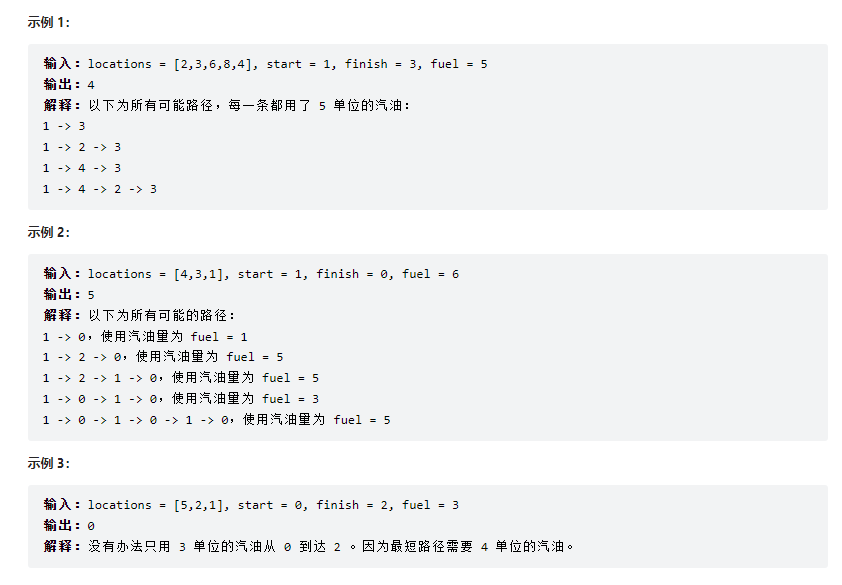 示例 1：
输入：locations = [2,3,6,8,4], start = 1, finish = 3, fuel = 5
输出：4
解释：以下为所有可能路径，每一条都用了 5 单位的汽油：
1 -> 3
1 -> 2 -> 3
1 -> 4 -> 3
1 -> 4 -> 2 -> 3
示例 2：
输入：locations = [4,3,1], start = 1, finish = 0, fuel = 6
输出：5
解释：以下为所有可能的路径：
1 -> 0，使用汽油量为 fuel = 1
1 -> 2 -> 0，使用汽油量为 fuel = 5
1 -> 2 -> 1 -> 0，使用汽油量为 fuel = 5
1 -> 0 -> 1 -> 0，使用汽油量为 fuel = 3
1 -> 0 -> 1 -> 0 -> 1 -> 0，使用汽油量为 fuel = 5
示例 3：
输入：locations = [5,2,1], start = 0, finish = 2, fuel = 3
输出：0
解释：没有办法只用 3 单位的汽油从 0 到达 2 。因为最短路径需要 4 单位的汽油。